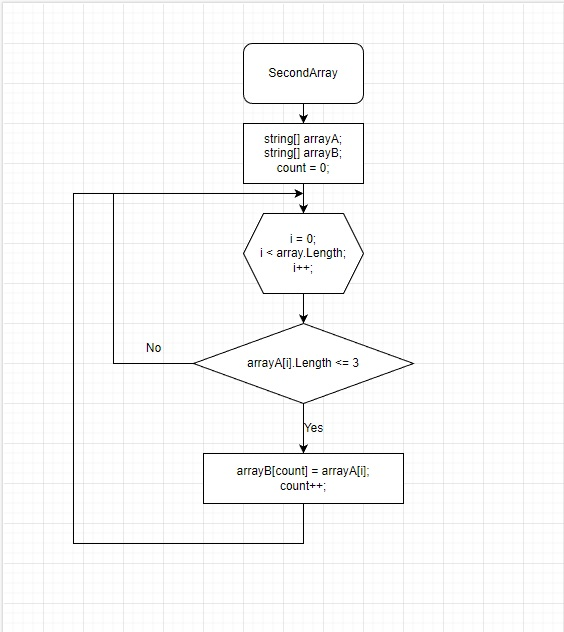 SecondArray
string[] arrayA;
string[] arrayB;
count = 0;
i = 0;
i < array.Length;
i++;
No
arrayA[i].Length <= 3
Yes
arrayB[count] = arrayA[i];
count++;